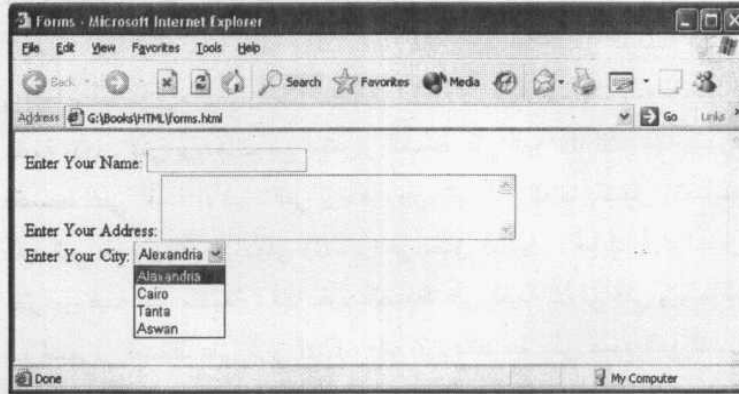 Forms - Microsoft Internet Explorer
File Edit View Favorites Tools Help
Back Search Favorites Media
Address G:\Books\HTML\forms.html Go Links »
Enter Your Name:
Enter Your Address:
Enter Your City: Alexandria
Alexandria
Cairo
Tanta
Aswan
Done My Computer